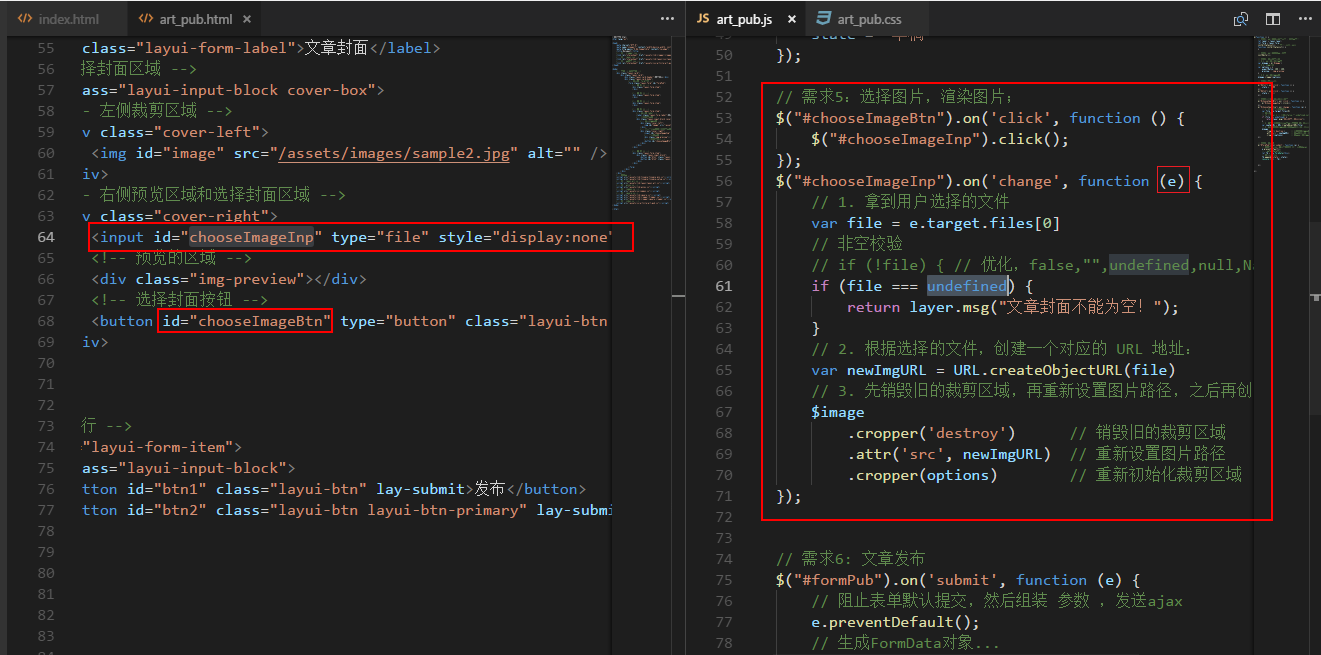 index.html
art_pub.html ×
55 class="layui-form-label">文章封面</label>
56 择封面区域 -->
57 ass="layui-input-block cover-box">
58 - 左侧裁剪区域 -->
59 v class="cover-left">
60 <img id="image" src="/assets/images/sample2.jpg" alt="" />
61 iv>
62 - 右侧预览区域和选择封面区域 -->
63 v class="cover-right">
64 <input id="chooseImageInp" type="file" style="display:none"
65 <!-- 预览的区域 -->
66 <div class="img-preview"></div>
67 <!-- 选择封面按钮 -->
68 <button id="chooseImageBtn" type="button" class="layui-btn
69 iv>
70
71
72
73 行 -->
74 "layui-form-item">
75 ass="layui-input-block">
76 tton id="btn1" class="layui-btn" lay-submit>发布</button>
77 tton id="btn2" class="layui-btn layui-btn-primary" lay-submi
78
79
80
81
82
83
JS art_pub.js ×
art_pub.css
50 });
51
52 // 需求5：选择图片，渲染图片；
53 $("#chooseImageBtn").on('click', function () {
54 $("#chooseImageInp").click();
55 });
56 $("#chooseImageInp").on('change', function (e) {
57 // 1. 拿到用户选择的文件
58 var file = e.target.files[0]
59 // 非空校验
60 // if (!file) { // 优化，false,"",undefined,null,N
61 if (file === undefined) {
62 return layer.msg("文章封面不能为空！");
63 }
64 // 2. 根据选择的文件，创建一个对应的 URL 地址：
65 var newImgURL = URL.createObjectURL(file)
66 // 3. 先销毁旧的裁剪区域，再重新设置图片路径，之后再创
67 $image
68 .cropper('destroy') // 销毁旧的裁剪区域
69 .attr('src', newImgURL) // 重新设置图片路径
70 .cropper(options) // 重新初始化裁剪区域
71 });
72
73
74 // 需求6: 文章发布
75 $("#formPub").on('submit', function (e) {
76 // 阻止表单默认提交，然后组装 参数 ，发送ajax
77 e.preventDefault();
78 // 生成FormData对象...